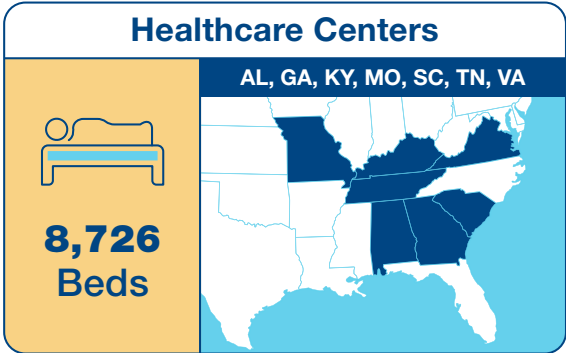 Healthcare Centers
AL, GA, KY, MO, SC, TN, VA
8,726
Beds